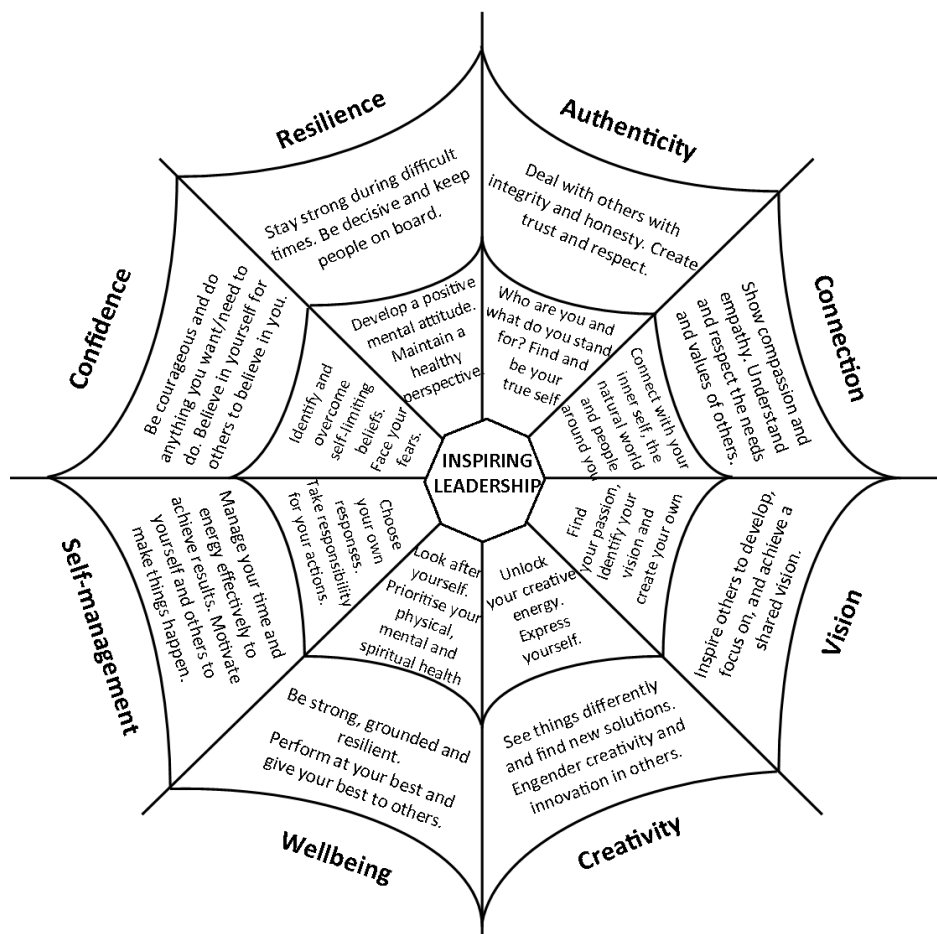 Resilience
Stay strong during difficult
times. Be decisive and keep
people on board.
Develop a positive
mental attitude.
Maintain a
healthy
perspective.
Authenticity
Deal with others with
integrity and honesty. Create
trust and respect.
Who are you and
what do you stand
for? Find and
be your
true self
Connection
Show compassion and
empathy. Understand
and respect the needs
and values of others.
Connect with your
inner self, the
natural world
and people
around you
Vision
Inspire others to develop,
focus on, and achieve a
shared vision.
Find
your passion,
Identify your
vision and
create your own
Creativity
See things differently
and find new solutions.
Engender creativity and
innovation in others.
Unlock
your creative
energy.
Express
yourself.
Wellbeing
Be strong, grounded and
resilient.
Perform at your best and
give your best to others.
Look after
yourself.
Prioritise your
physical,
mental and
spiritual health
Self-management
Manage your time and
energy effectively to
achieve results. Motivate
yourself and others to
make things happen.
Choose
your own
responses.
Take responsibility
for your actions.
Confidence
Be courageous and do
anything you want/need to
do. Believe in yourself for
others to believe in you.
Identify and
overcome
self-limiting
beliefs.
Face your
fears.
INSPIRING
LEADERSHIP